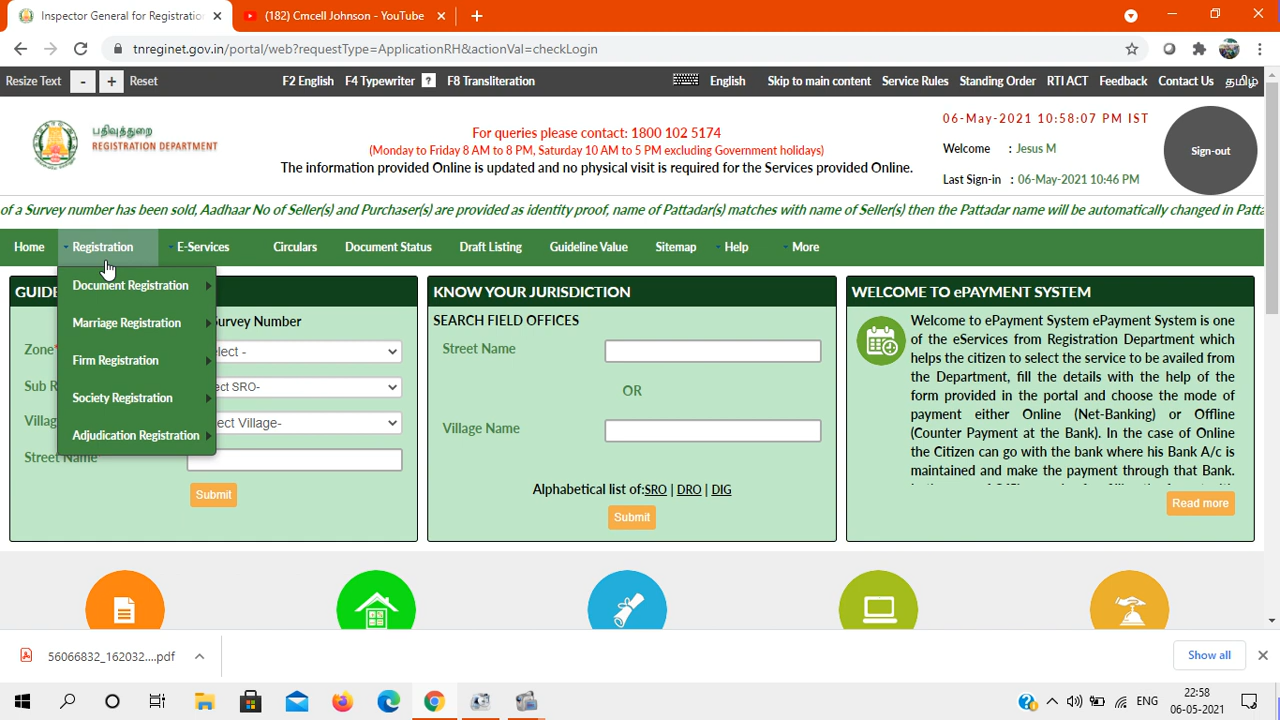 Inspector General for Registratio
(182) Cmcell Johnson - YouTube
tnreginet.gov.in/portal/web?requestType=ApplicationRH&actionVal=checkLogin
Resize Text - + Reset F2 English F4 Typewriter ? F8 Transliteration English Skip to main content Service Rules Standing Order RTI ACT Feedback Contact Us தமிழ்
பதிவுத்துறை
REGISTRATION DEPARTMENT
For queries please contact: 1800 102 5174
(Monday to Friday 8 AM to 8 PM, Saturday 10 AM to 5 PM excluding Government holidays)
The information provided Online is updated and no physical visit is required for the Services provided Online.
06-May-2021 10:58:07 PM IST
Welcome : Jesus M
Last Sign-in : 06-May-2021 10:46 PM
Sign-out
of a Survey number has been sold, Aadhaar No of Seller(s) and Purchaser(s) are provided as identity proof, name of Pattadar(s) matches with name of Seller(s) then the Pattadar name will be automatically changed in Patta
Home Registration E-Services Circulars Document Status Draft Listing Guideline Value Sitemap Help More
Document Registration
Marriage Registration
Firm Registration
Society Registration
Adjudication Registration
GUIDE
Survey Number
Zone*
elect -
Sub R
ect SRO-
Villag
ect Village-
Street Name
Submit
KNOW YOUR JURISDICTION
SEARCH FIELD OFFICES
Street Name
OR
Village Name
Alphabetical list of:SRO | DRO | DIG
Submit
WELCOME TO ePAYMENT SYSTEM
Welcome to ePayment System ePayment System is one
of the eServices from Registration Department which
helps the citizen to select the service to be availed from
the Department, fill the details with the help of the
form provided in the portal and choose the mode of
payment either Online (Net-Banking) or Offline
(Counter Payment at the Bank). In the case of Online
the Citizen can go with the bank where his Bank A/c is
maintained and make the payment through that Bank.
Read more
56066832_162032....pdf
Show all
ENG
22:58
06-05-2021